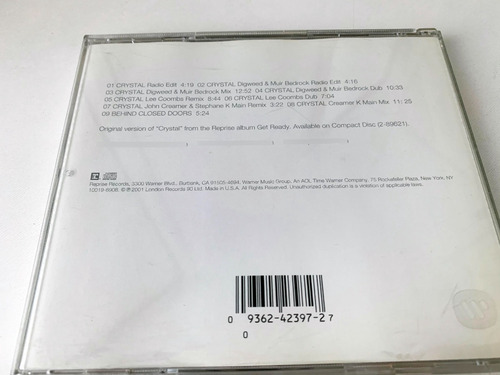 01 CRYSTAL Radio Edit 4:19 02 CRYSTAL Digweed & Muir Bedrock Radio Edit 4:16
03 CRYSTAL Digweed & Muir Bedrock Mix 12:52 04 CRYSTAL Digweed & Muir Bedrock Dub 10:33
05 CRYSTAL Lee Coombs Remix 8:44 06 CRYSTAL Lee Coombs Dub 7:04
07 CRYSTAL John Creamer & Stephane K Main Remix 3:22 08 CRYSTAL Creamer K Main Mix 11:25
09 BEHIND CLOSED DOORS 5:24
Original version of "Crystal" from the Reprise album Get Ready. Available on Compact Disc (2-89621).
Reprise Records, 3300 Warner Blvd., Burbank, CA 91505-4694. Warner Music Group, An AOL Time Warner Company, 75 Rockefeller Plaza, New York, NY
10019-6908. © ℗ 2001 London Records 90 Ltd. Made in U.S.A. All Rights Reserved. Unauthorized duplication is a violation of applicable laws.
0 9362-42397-2 7
0